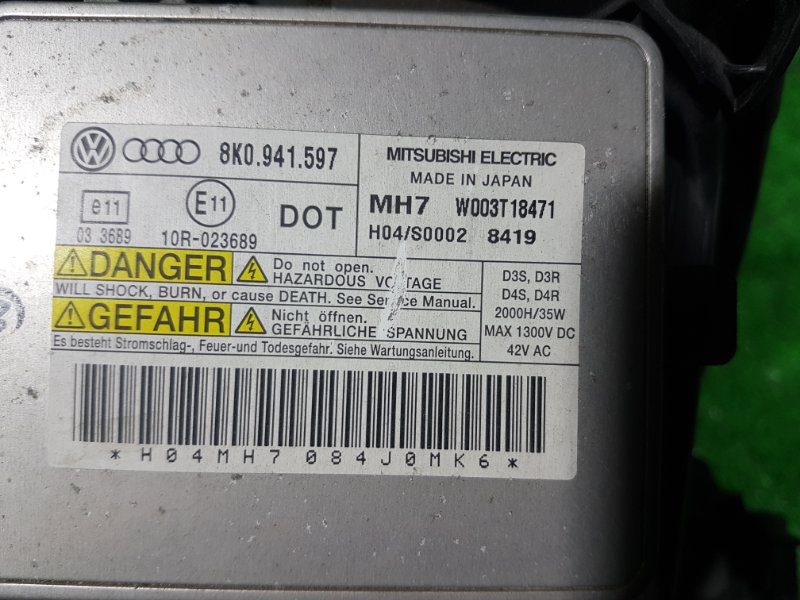 8K0.941.597
MITSUBISHI ELECTRIC
MADE IN JAPAN
e11
03 3689
E11
10R-023689
DOT
MH7 W003T18471
H04/S0002 8419
DANGER
Do not open.
HAZARDOUS VOLTAGE
WILL SHOCK, BURN, or cause DEATH. See Service Manual.
GEFAHR
Nicht öffnen.
GEFÄHRLICHE SPANNUNG
Es besteht Stromschlag-, Feuer-und Todesgefahr. Siehe Wartungsanleitung.
D3S, D3R
D4S, D4R
2000H/35W
MAX 1300V DC
42V AC
*H04MH7084J0MK6*